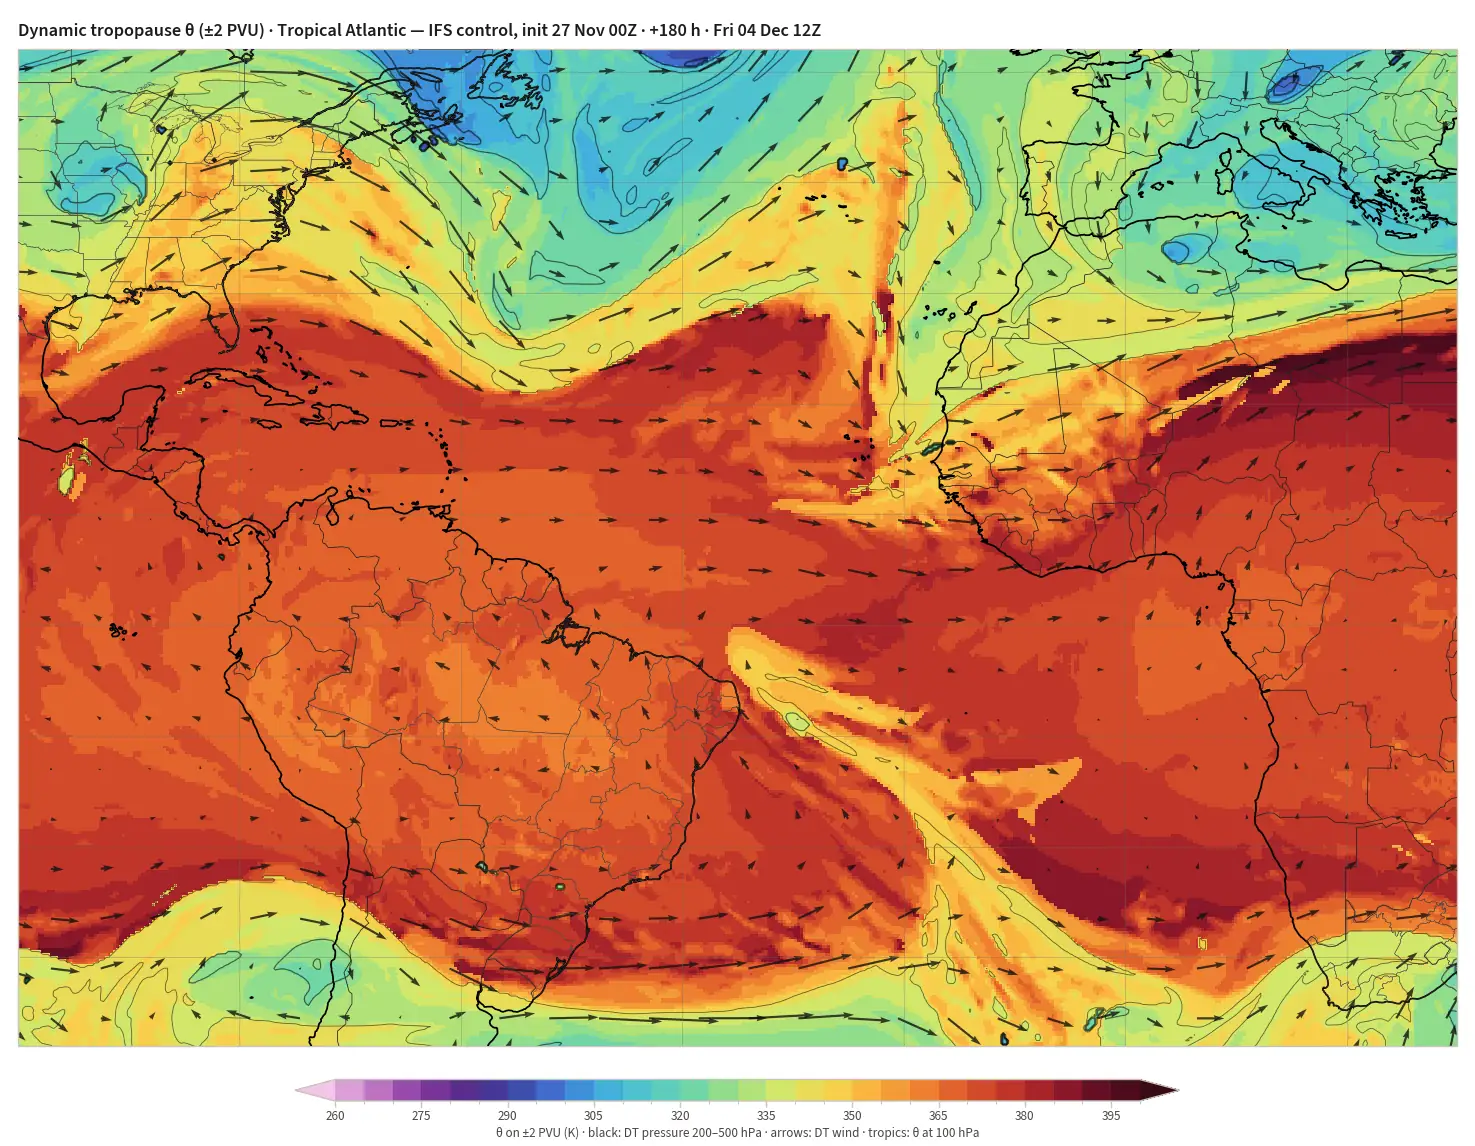 Dynamic tropopause θ (±2 PVU) · Tropical Atlantic — IFS control, init 27 Nov 00Z · +180 h · Fri 04 Dec 12Z
260 275 290 305 320 335 350 365 380 395
θ on ±2 PVU (K) · black: DT pressure 200–500 hPa · arrows: DT wind · tropics: θ at 100 hPa